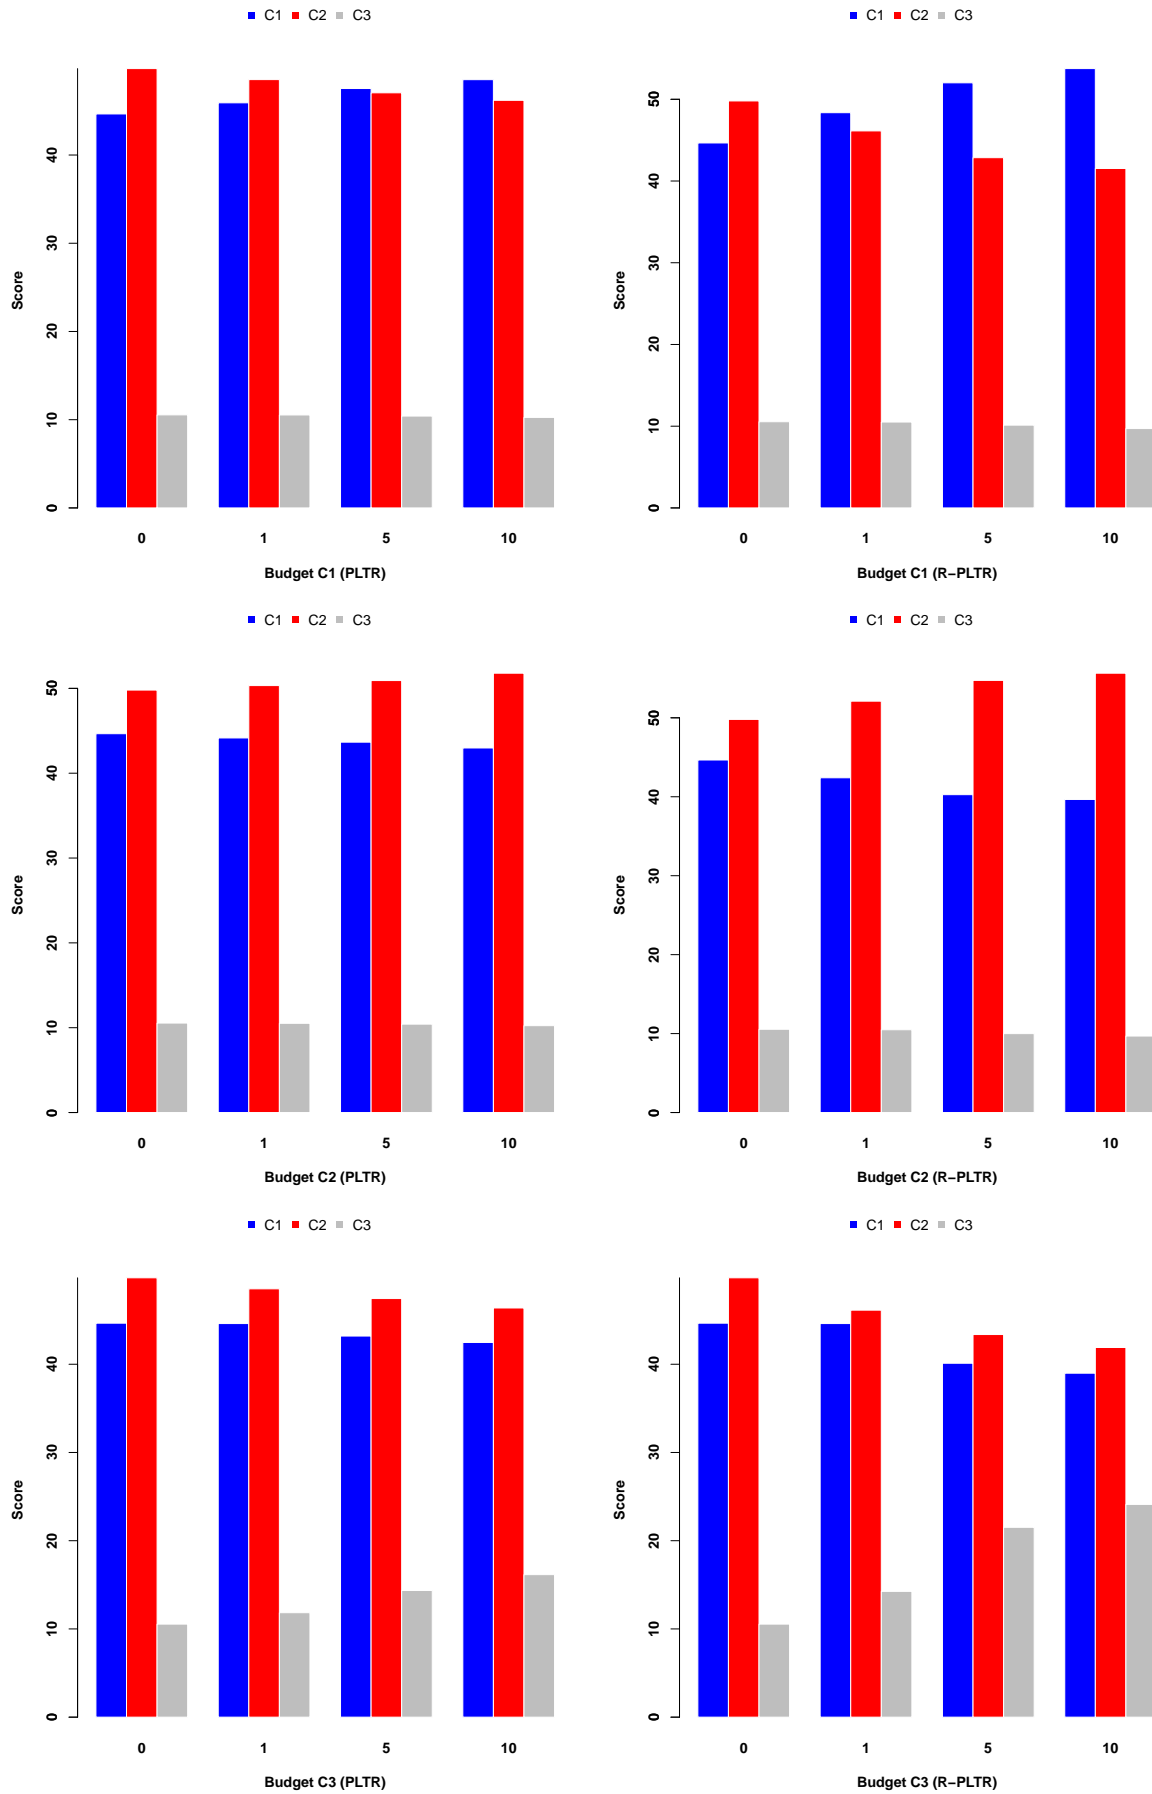 C1 C2 C3
50
40
30
20
10
0
Score
0 1 5 10
Budget C1 (PLTR)
C1 C2 C3
50
40
30
20
10
0
Score
0 1 5 10
Budget C1 (R−PLTR)
C1 C2 C3
50
40
30
20
10
0
Score
0 1 5 10
Budget C2 (PLTR)
C1 C2 C3
50
40
30
20
10
0
Score
0 1 5 10
Budget C2 (R−PLTR)
C1 C2 C3
40
30
20
10
0
Score
0 1 5 10
Budget C3 (PLTR)
C1 C2 C3
40
30
20
10
0
Score
0 1 5 10
Budget C3 (R−PLTR)